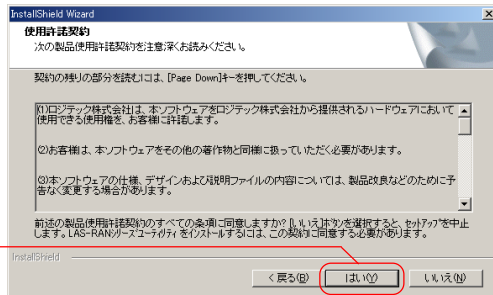 InstallShield Wizard
使用許諾契約
次の製品使用許諾契約を注意深くお読みください。
契約の残りの部分を読むには、[Page Down]キーを押してください。
(1)ロジテック株式会社は、本ソフトウェアをロジテック株式会社から提供されるハードウェアにおいて
使用できる使用権を、お客様に許諾します。
(2)お客様は、本ソフトウェアをその他の著作物と同様に扱っていただく必要があります。
(3)本ソフトウェアの仕様、デザインおよび説明ファイルの内容については、製品改良などのために予
告なく変更する場合があります。
前述の製品使用許諾契約のすべての条項に同意しますか? [いいえ]ボタンを選択すると、セットアップを中止
します。LAS-RANシリーズユーティリティ をインストールするには、この契約に同意する必要があります。
InstallShield
< 戻る(B)
はい(Y)
いいえ(N)